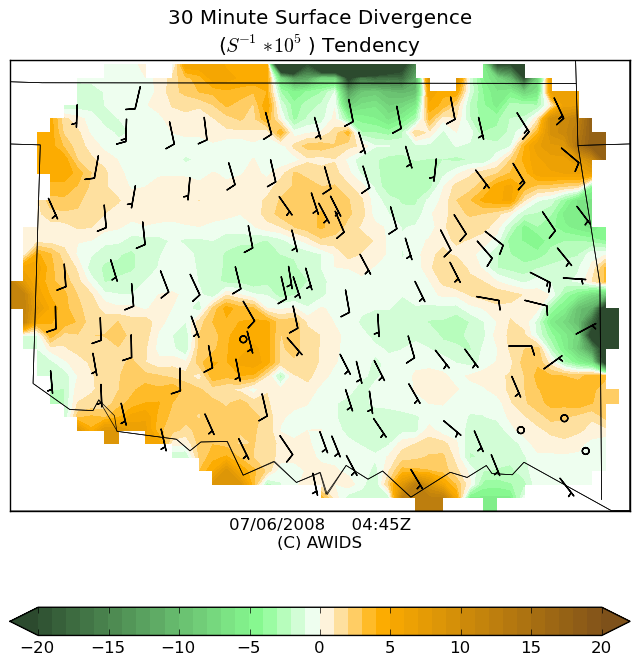 30 Minute Surface Divergence
(S⁻¹ * 10⁵ ) Tendency
07/06/2008 04:45Z
(C) AWIDS
−20 −15 −10 −5 0 5 10 15 20